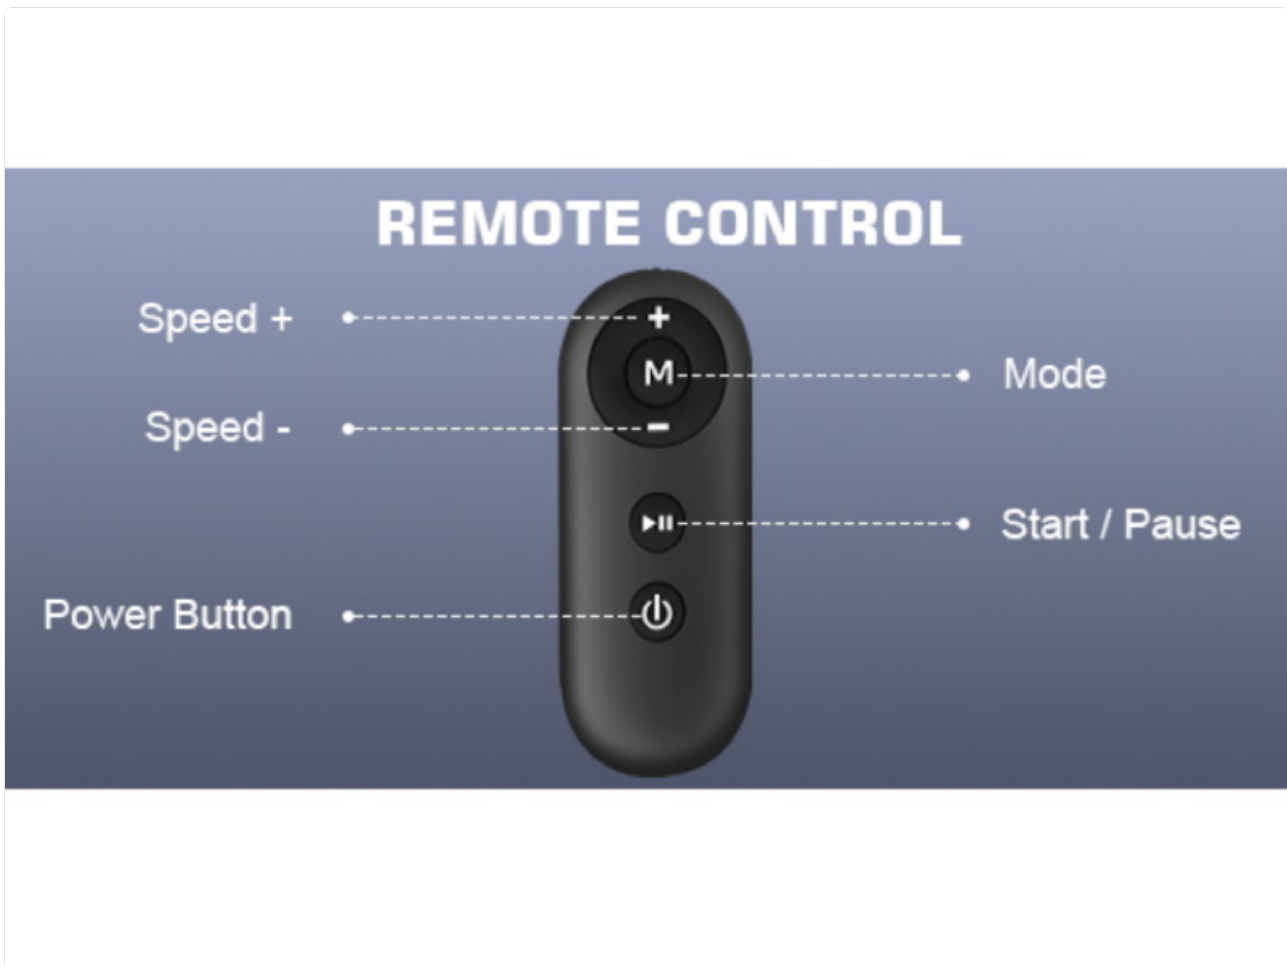 REMOTE CONTROL
Speed +
+
M
Mode
Speed -
-
Start / Pause
Power Button